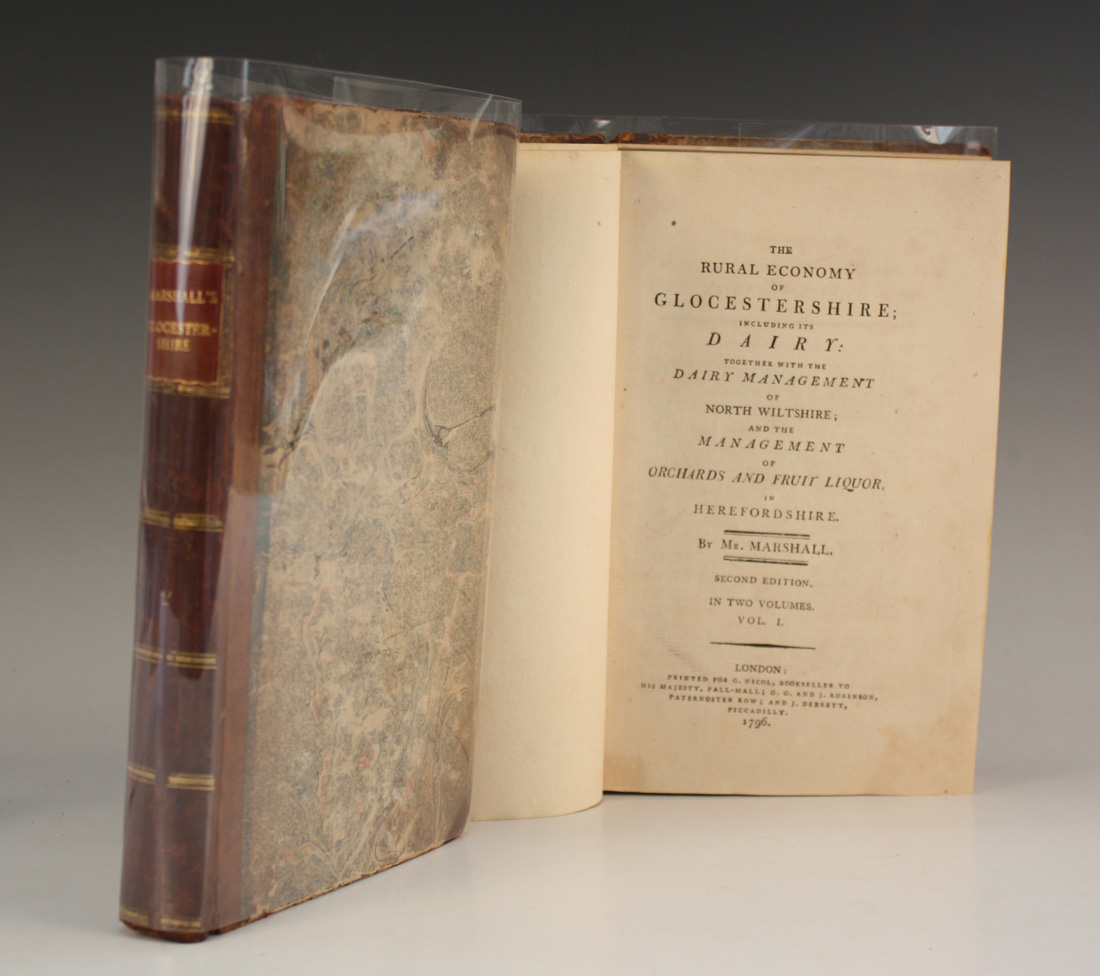 MARSHALL'S
GLOCESTER-
SHIRE
THE
RURAL ECONOMY
OF
GLOCESTERSHIRE;
INCLUDING ITS
DAIRY:
TOGETHER WITH THE
DAIRY MANAGEMENT
OF
NORTH WILTSHIRE;
AND THE
MANAGEMENT
OF
ORCHARDS AND FRUIT LIQUOR,
IN
HEREFORDSHIRE.
BY MR. MARSHALL.
SECOND EDITION.
IN TWO VOLUMES.
VOL. I.
LONDON:
PRINTED FOR G. NICOL, BOOKSELLER TO
HIS MAJESTY, PALL-MALL; G. G. AND J. ROBINSON,
PATERNOSTER ROW; AND J. DEBRETT,
PICCADILLY.
1796.